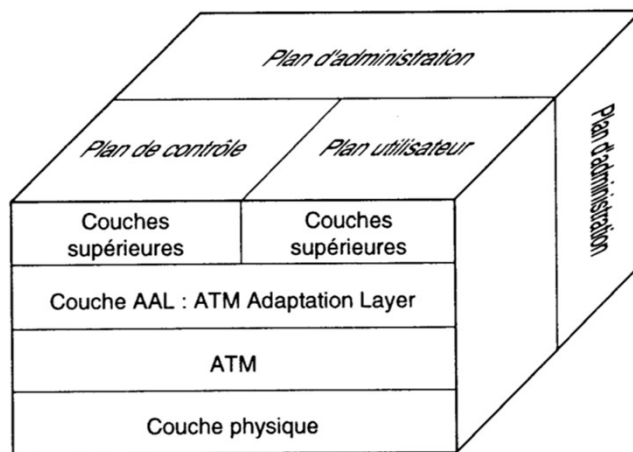 Plan d'administration
Plan de contrôle
Plan utilisateur
Plan d'administration
Couches
supérieures
Couches
supérieures
Couche AAL : ATM Adaptation Layer
ATM
Couche physique